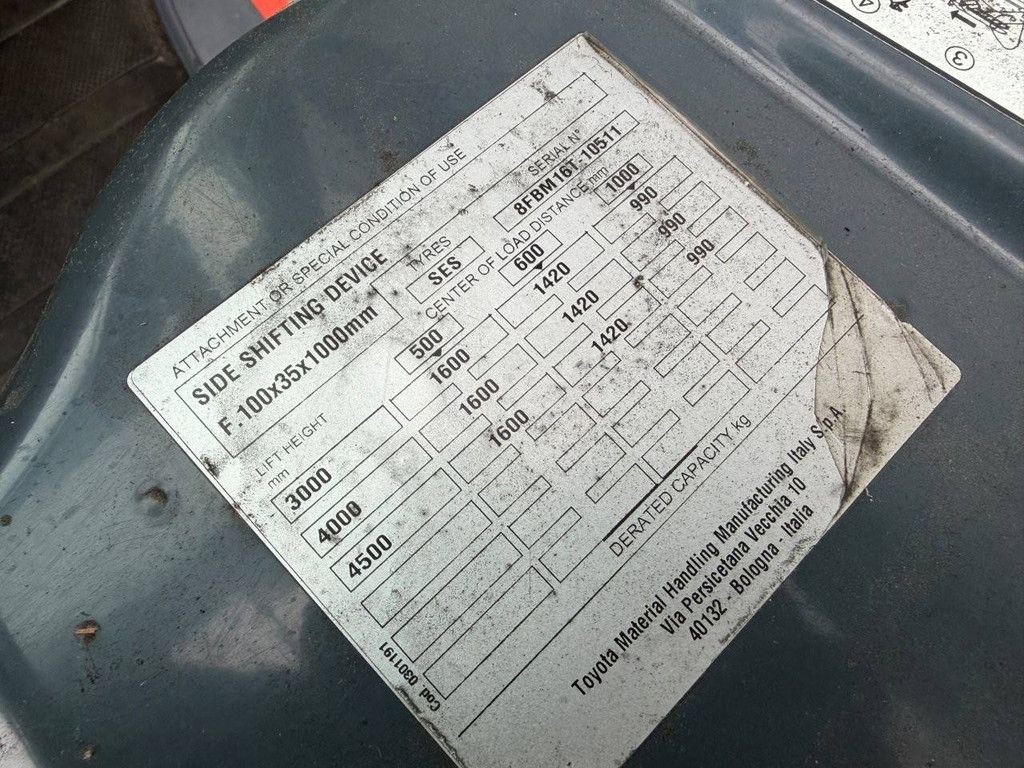 ATTACHMENT OR SPECIAL CONDITION OF USE
SIDE SHIFTING DEVICE
F. 100x35x1000mm
TYRES
SES
SERIAL N°
8FBM16T-10511
LIFT HEIGHT
mm
CENTER OF LOAD DISTANCE mm
500 600 1000
3000 1600 1420 990
4000 1600 1420 990
4500 1600 1420 990
DERATED CAPACITY kg
Cod. 0301191
Toyota Material Handling Manufacturing Italy S.p.A.
Via Persicetana Vecchia 10
40132 - Bologna - Italia
3
4